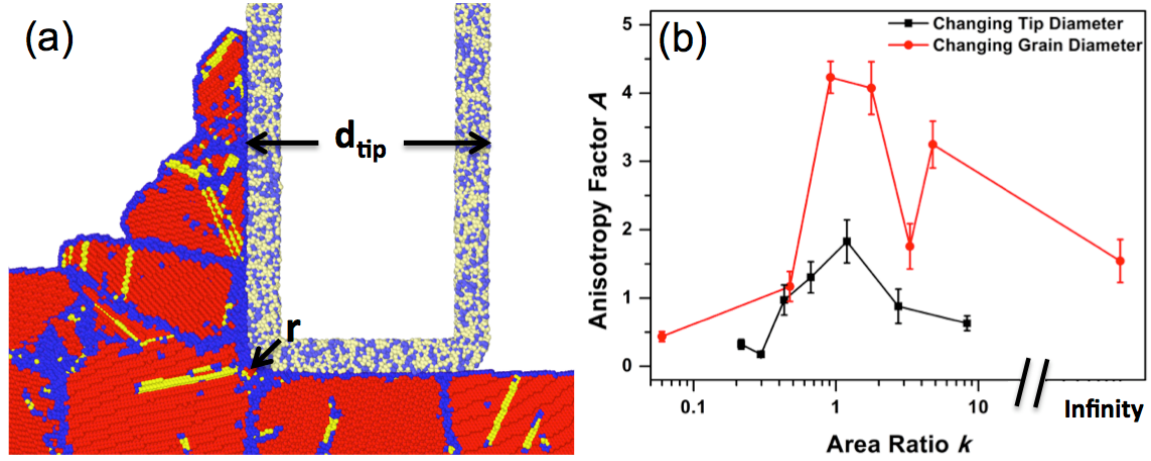 (a)
d_tip
r
(b)
Changing Tip Diameter
Changing Grain Diameter
Anisotropy Factor A
5
4
3
2
1
0
0.1
1
10
//
Infinity
Area Ratio k